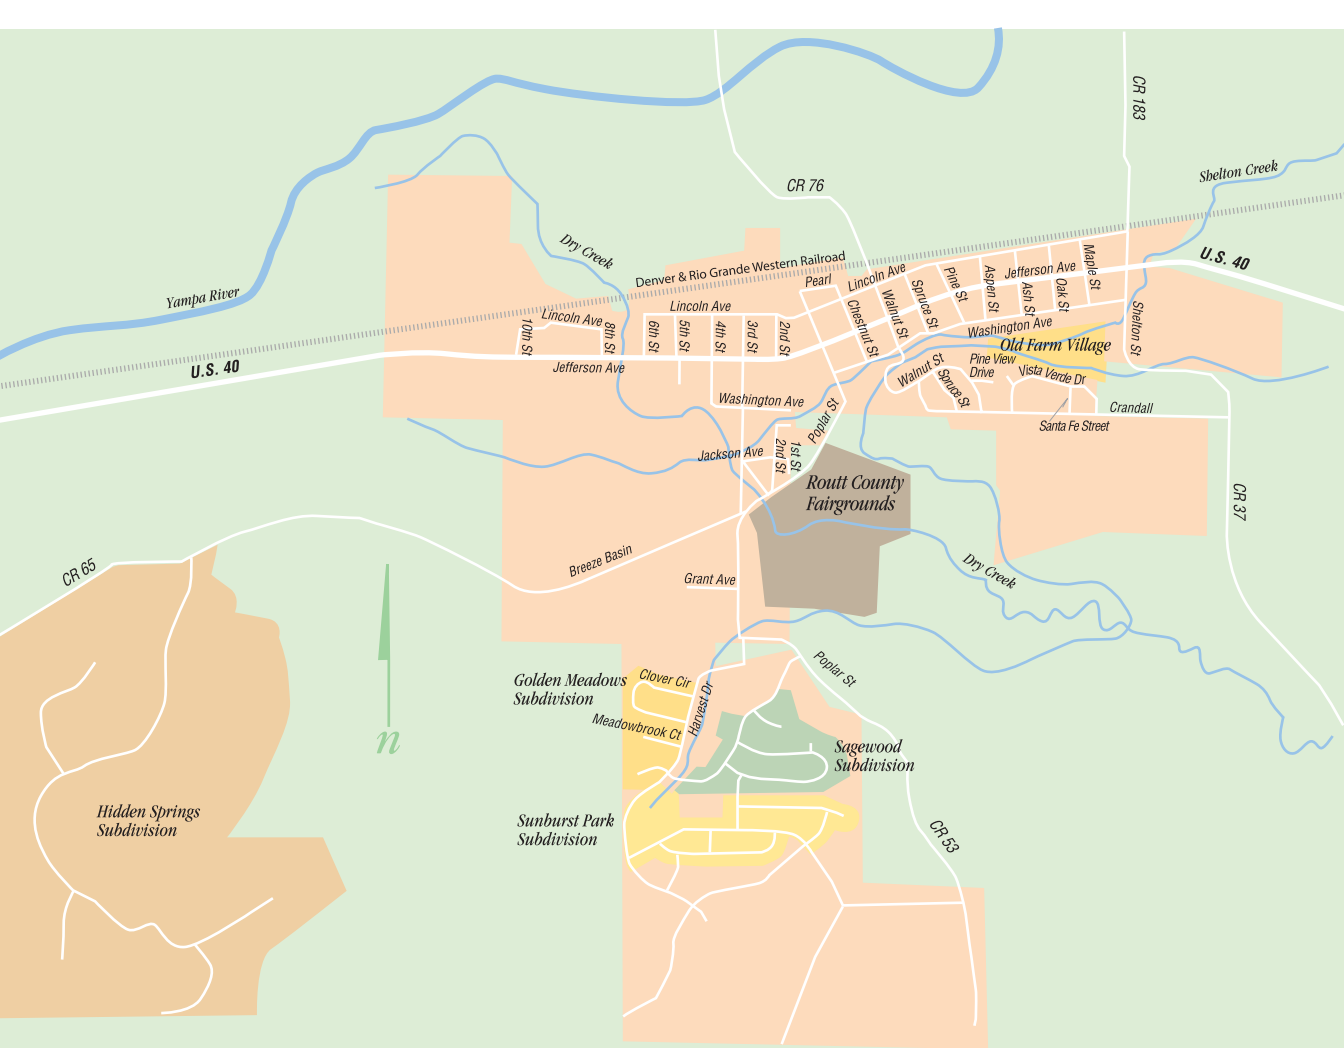 CR 183
Shelton Creek
CR 76
Dry Creek
Denver & Rio Grande Western Railroad
U.S. 40
Yampa River
Pearl
Lincoln Ave
Pine St
Aspen St
Jefferson Ave
Maple St
Ash St
Oak St
Spruce St
Walnut St
Chestnut St
Lincoln Ave
Lincoln Ave
10th St
8th St
6th St
5th St
4th St
3rd St
2nd St
Washington Ave
Shelton St
Old Farm Village
U.S. 40
Jefferson Ave
Walnut St
Spruce St
Pine View
Drive
Vista Verde Dr
Washington Ave
Poplar St
Crandall
Santa Fe Street
Jackson Ave
2nd St
1st St
Routt County
Fairgrounds
CR 37
Breeze Basin
CR 65
Grant Ave
Dry Creek
Golden Meadows
Subdivision
Clover Cir
Harvest Dr
Poplar St
Meadowbrook Ct
n
Sagewood
Subdivision
Hidden Springs
Subdivision
Sunburst Park
Subdivision
CR 53